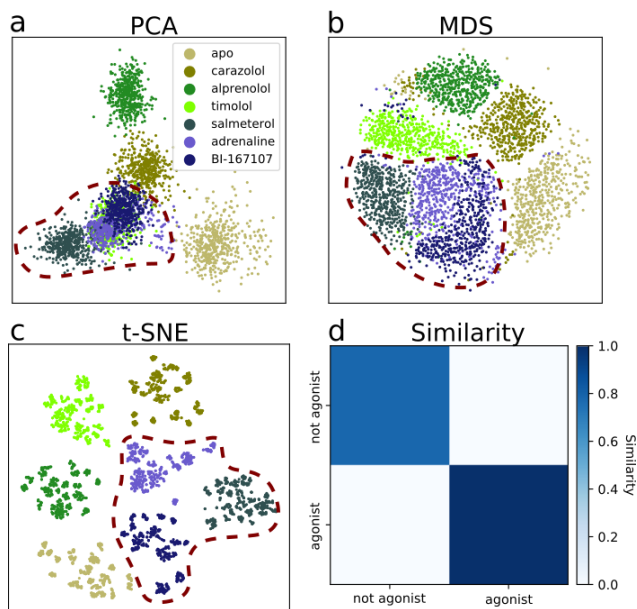 a
PCA
apo
carazolol
alprenolol
timolol
salmeterol
adrenaline
BI-167107
b
MDS
c
t-SNE
d
Similarity
not agonist
agonist
not agonist
agonist
1.0
0.8
0.6
0.4
0.2
0.0
Similarity